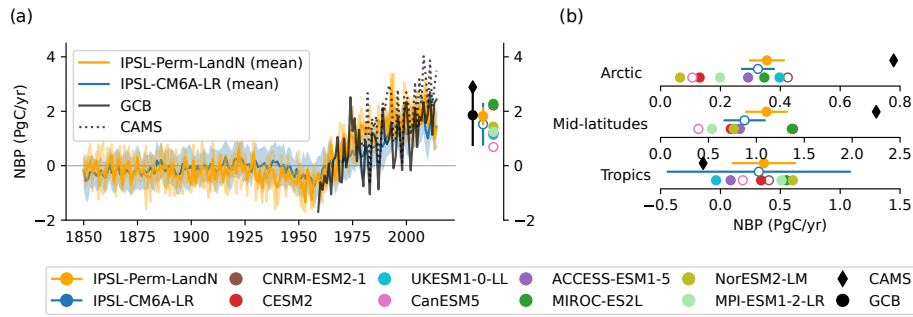 (a)
NBP (PgC/yr)
4
2
0
−2
IPSL-Perm-LandN (mean)
IPSL-CM6A-LR (mean)
GCB
CAMS
4
2
0
−2
1850 1875 1900 1925 1950 1975 2000
(b)
Arctic
0.0 0.2 0.4 0.6 0.8
Mid-latitudes
0.0 0.5 1.0 1.5 2.0 2.5
Tropics
−0.5 0.0 0.5 1.0 1.5
NBP (PgC/yr)
IPSL-Perm-LandN CNRM-ESM2-1 UKESM1-0-LL ACCESS-ESM1-5 NorESM2-LM CAMS
IPSL-CM6A-LR CESM2 CanESM5 MIROC-ES2L MPI-ESM1-2-LR GCB